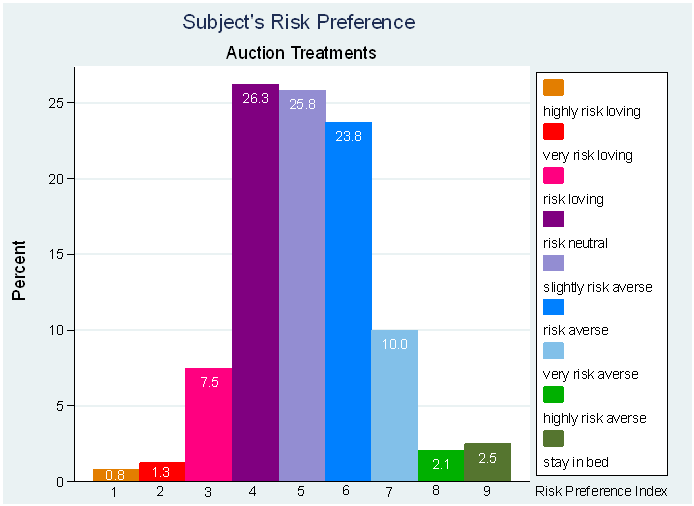 Subject's Risk Preference
Auction Treatments
Percent
25
20
15
10
5
0
0.8
1.3
7.5
26.3
25.8
23.8
10.0
2.1
2.5
1 2 3 4 5 6 7 8 9
highly risk loving
very risk loving
risk loving
risk neutral
slightly risk averse
risk averse
very risk averse
highly risk averse
stay in bed
Risk Preference Index